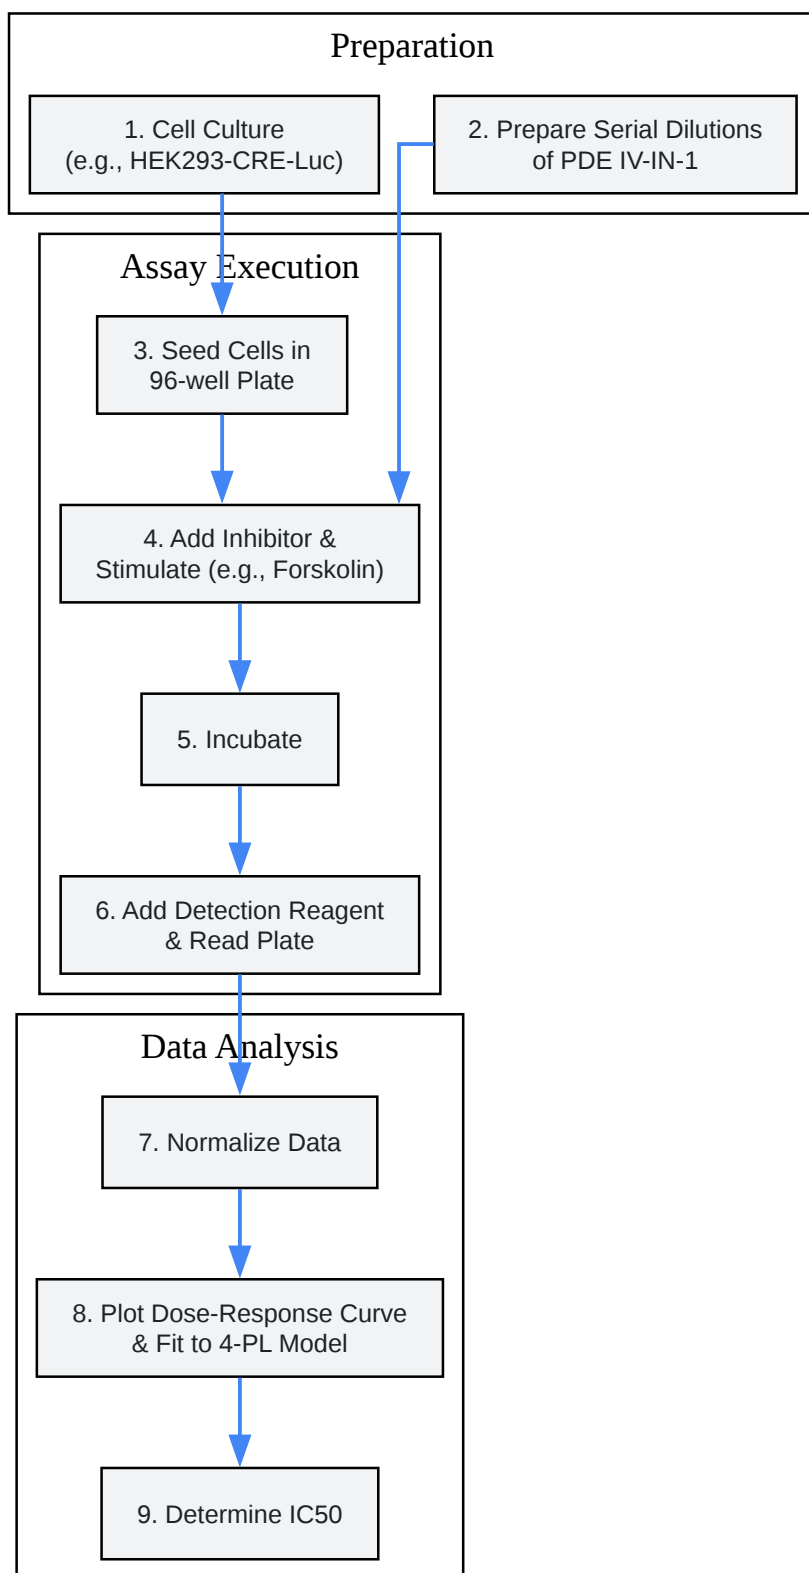 Preparation
1. Cell Culture
(e.g., HEK293-CRE-Luc)
2. Prepare Serial Dilutions
of PDE IV-IN-1
Assay Execution
3. Seed Cells in
96-well Plate
4. Add Inhibitor &
Stimulate (e.g., Forskolin)
5. Incubate
6. Add Detection Reagent
& Read Plate
Data Analysis
7. Normalize Data
8. Plot Dose-Response Curve
& Fit to 4-PL Model
9. Determine IC50